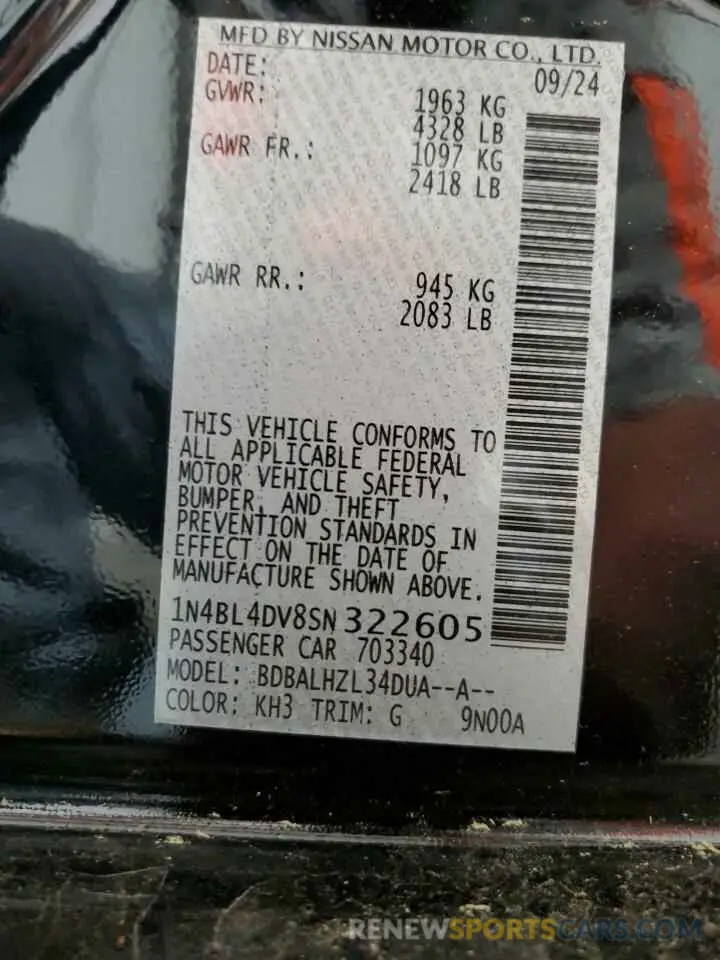 MFD BY NISSAN MOTOR CO., LTD.
DATE: 09/24
GVWR: 1963 KG
4328 LB
GAWR FR.: 1097 KG
2418 LB
GAWR RR.: 945 KG
2083 LB
THIS VEHICLE CONFORMS TO
ALL APPLICABLE FEDERAL
MOTOR VEHICLE SAFETY,
BUMPER, AND THEFT
PREVENTION STANDARDS IN
EFFECT ON THE DATE OF
MANUFACTURE SHOWN ABOVE.
1N4BL4DV8SN322605
PASSENGER CAR 703340
MODEL: BDBALHZL34DUA--A--
COLOR: KH3 TRIM: G 9N00A
RENEWSPORTSCARS.COM